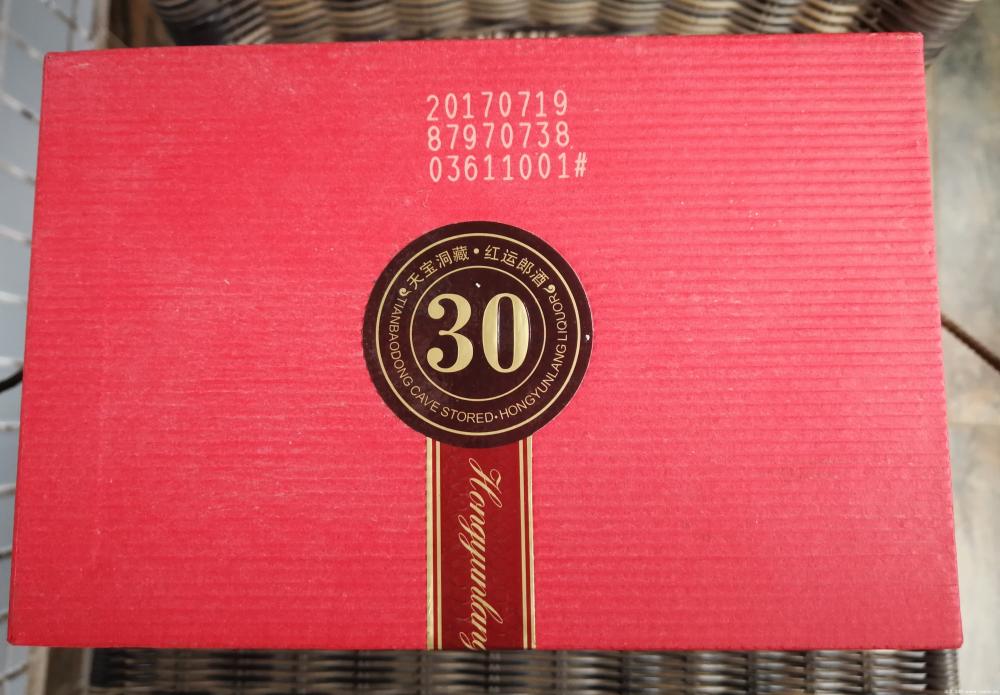 20170719
87970738
03611001#
天宝洞藏·红运郎酒
30
TIANBAODONG CAVE STORED·HONGYUNLANG LIQUOR
Hongyunlang